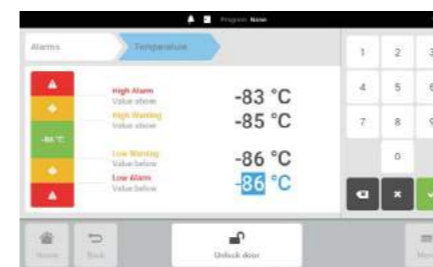 Program: None
Alarms
Temperature
1 2 3
High Alarm
Value above
-83 °C
High Warning
Value above
-85 °C
4 5 6
7 8 9
Low Warning
Value below
-86 °C
Low Alarm
Value below
-86 °C
0
Home
Back
Unlock door